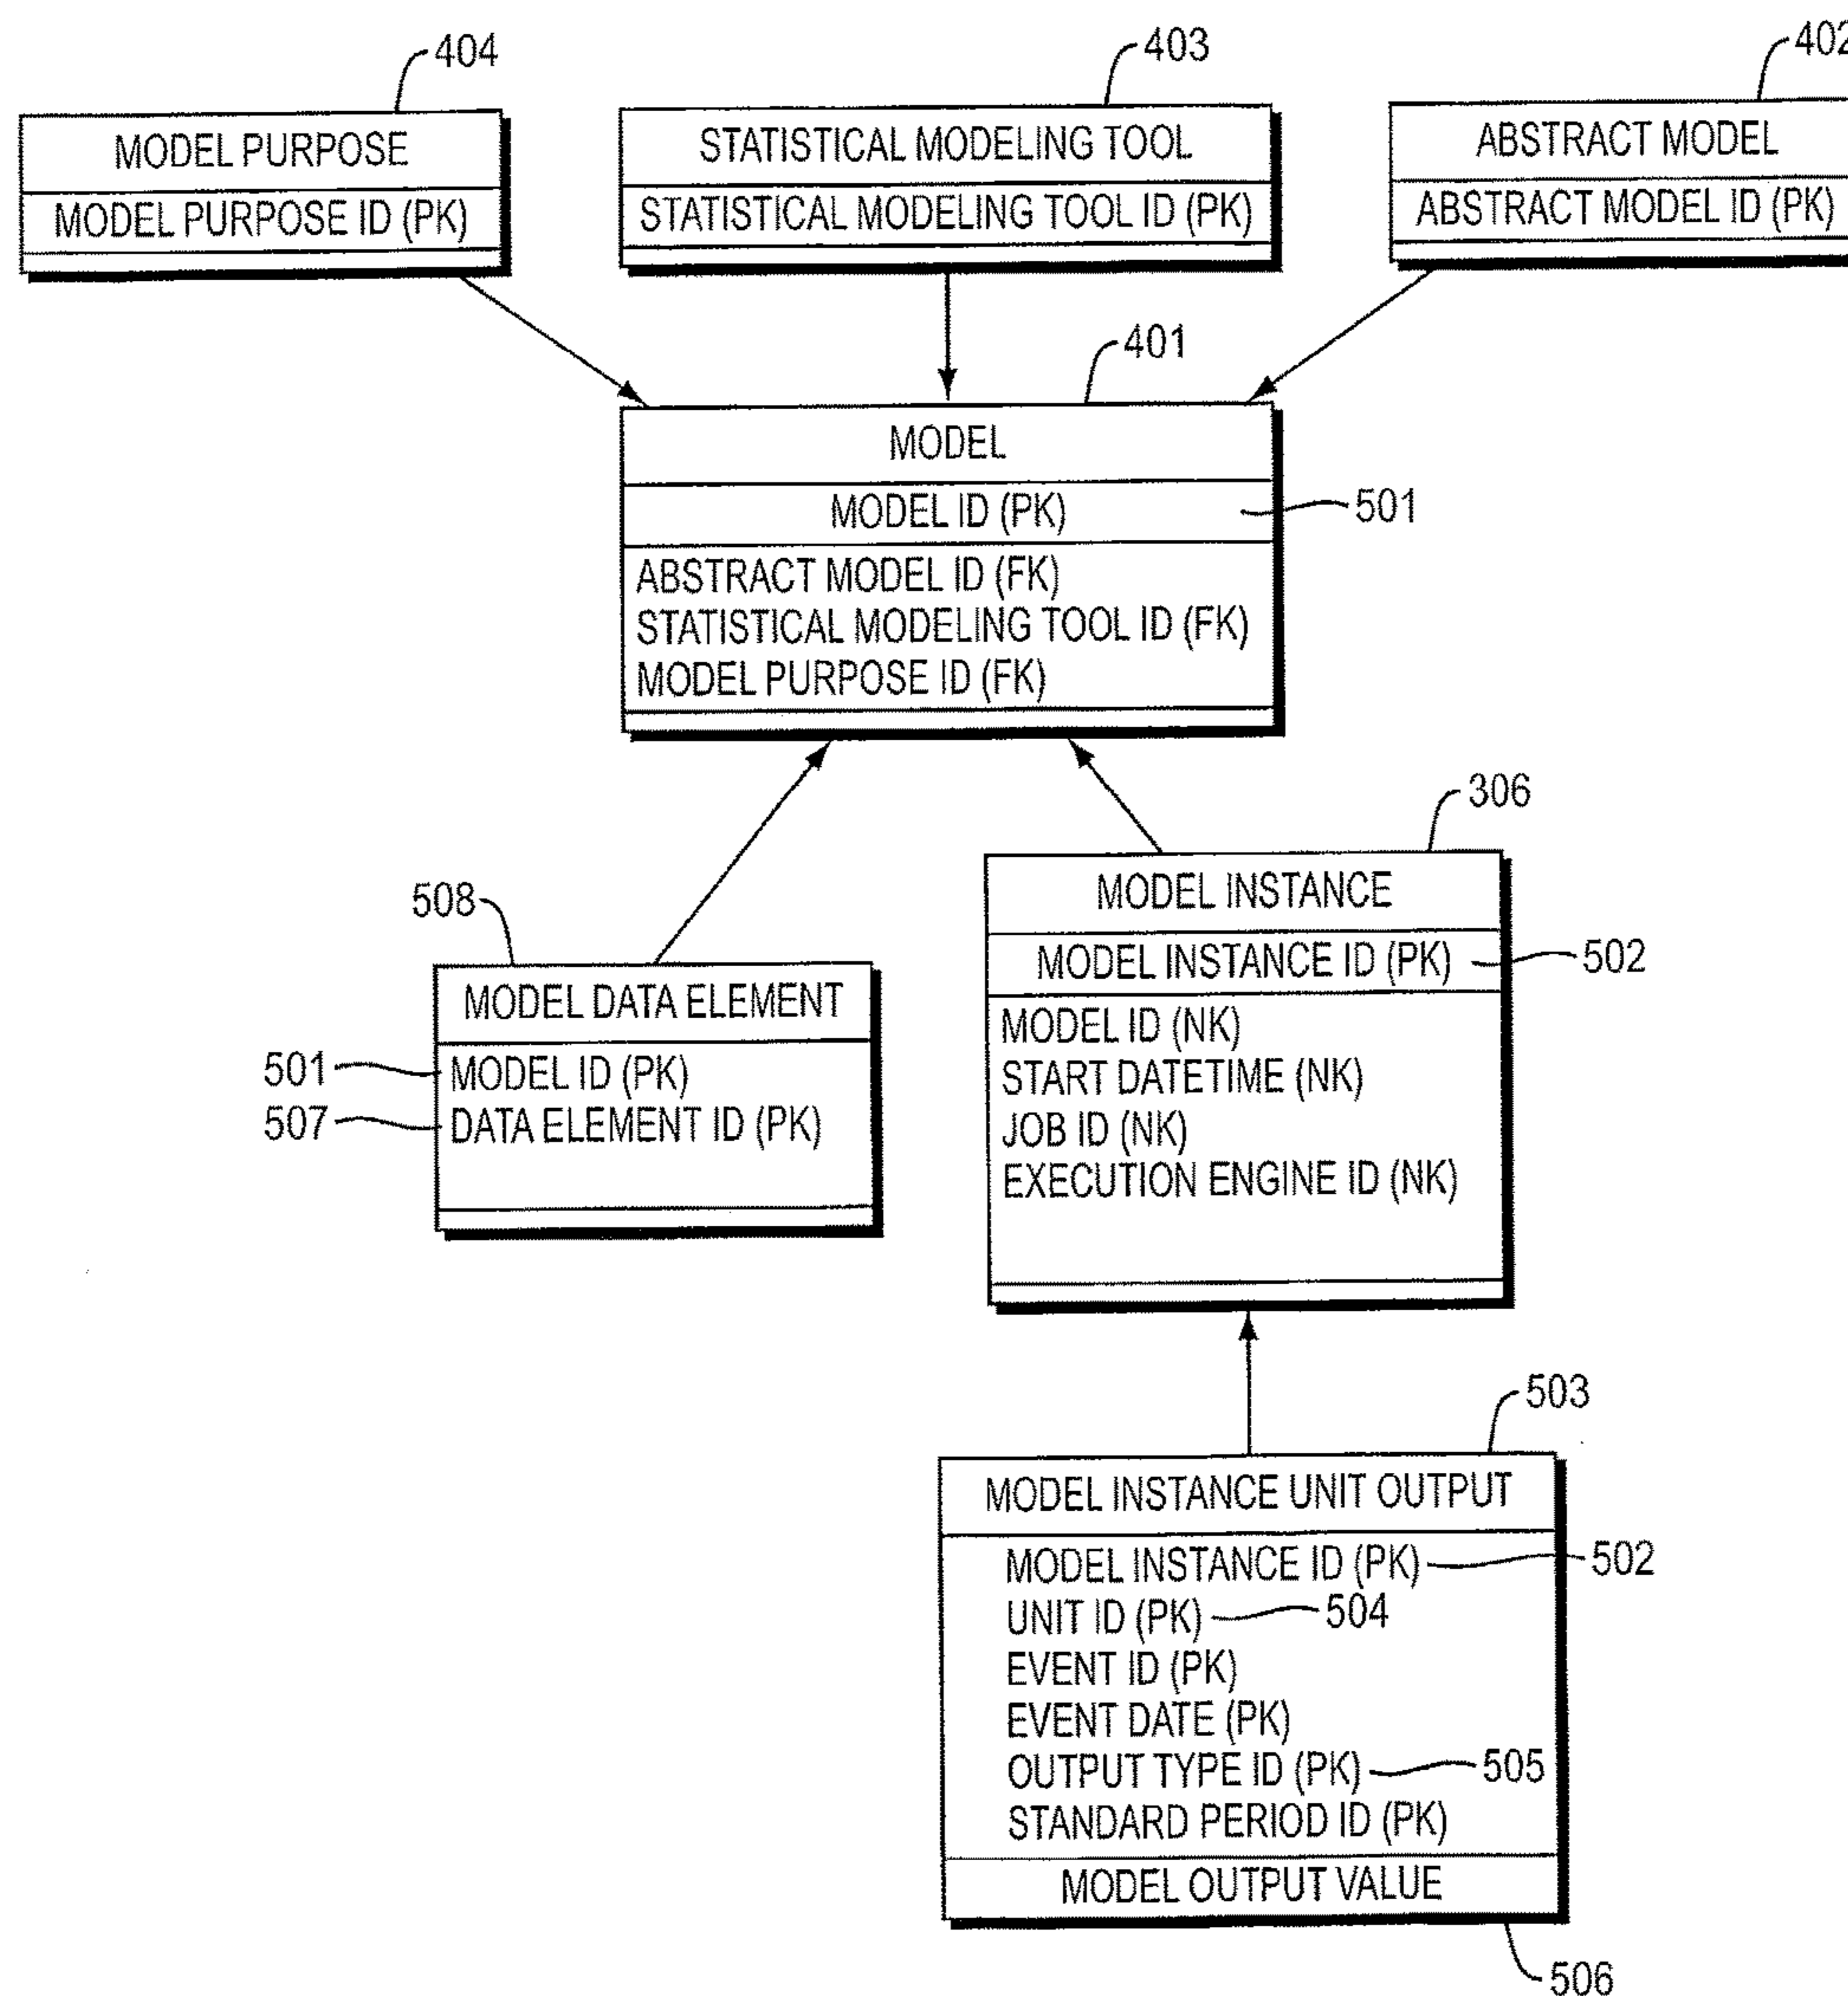 404
403
402
MODEL PURPOSE
MODEL PURPOSE ID (PK)
STATISTICAL MODELING TOOL
STATISTICAL MODELING TOOL ID (PK)
ABSTRACT MODEL
ABSTRACT MODEL ID (PK)
401
MODEL
MODEL ID (PK)
501
ABSTRACT MODEL ID (FK)
STATISTICAL MODELING TOOL ID (FK)
MODEL PURPOSE ID (FK)
508
MODEL DATA ELEMENT
501
MODEL ID (PK)
507
DATA ELEMENT ID (PK)
306
MODEL INSTANCE
MODEL INSTANCE ID (PK)
502
MODEL ID (NK)
START DATETIME (NK)
JOB ID (NK)
EXECUTION ENGINE ID (NK)
503
MODEL INSTANCE UNIT OUTPUT
MODEL INSTANCE ID (PK)
502
UNIT ID (PK)
504
EVENT ID (PK)
EVENT DATE (PK)
OUTPUT TYPE ID (PK)
505
STANDARD PERIOD ID (PK)
MODEL OUTPUT VALUE
506